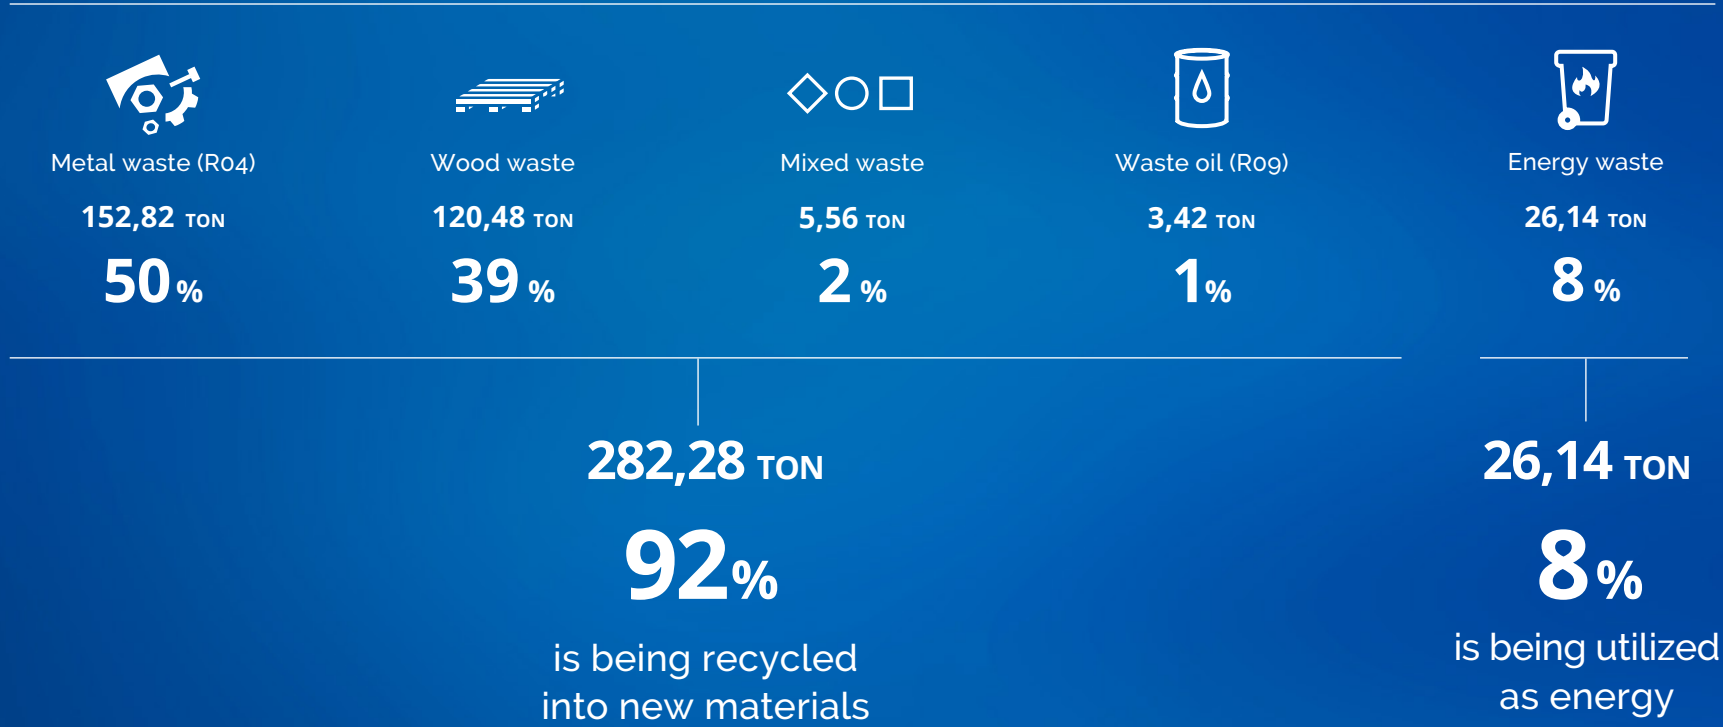 Metal waste (R04)
152,82 TON
50 %
Wood waste
120,48 TON
39 %
Mixed waste
5,56 TON
2 %
Waste oil (R09)
3,42 TON
1%
Energy waste
26,14 TON
8 %
282,28 TON
92%
is being recycled
into new materials
26,14 TON
8 %
is being utilized
as energy